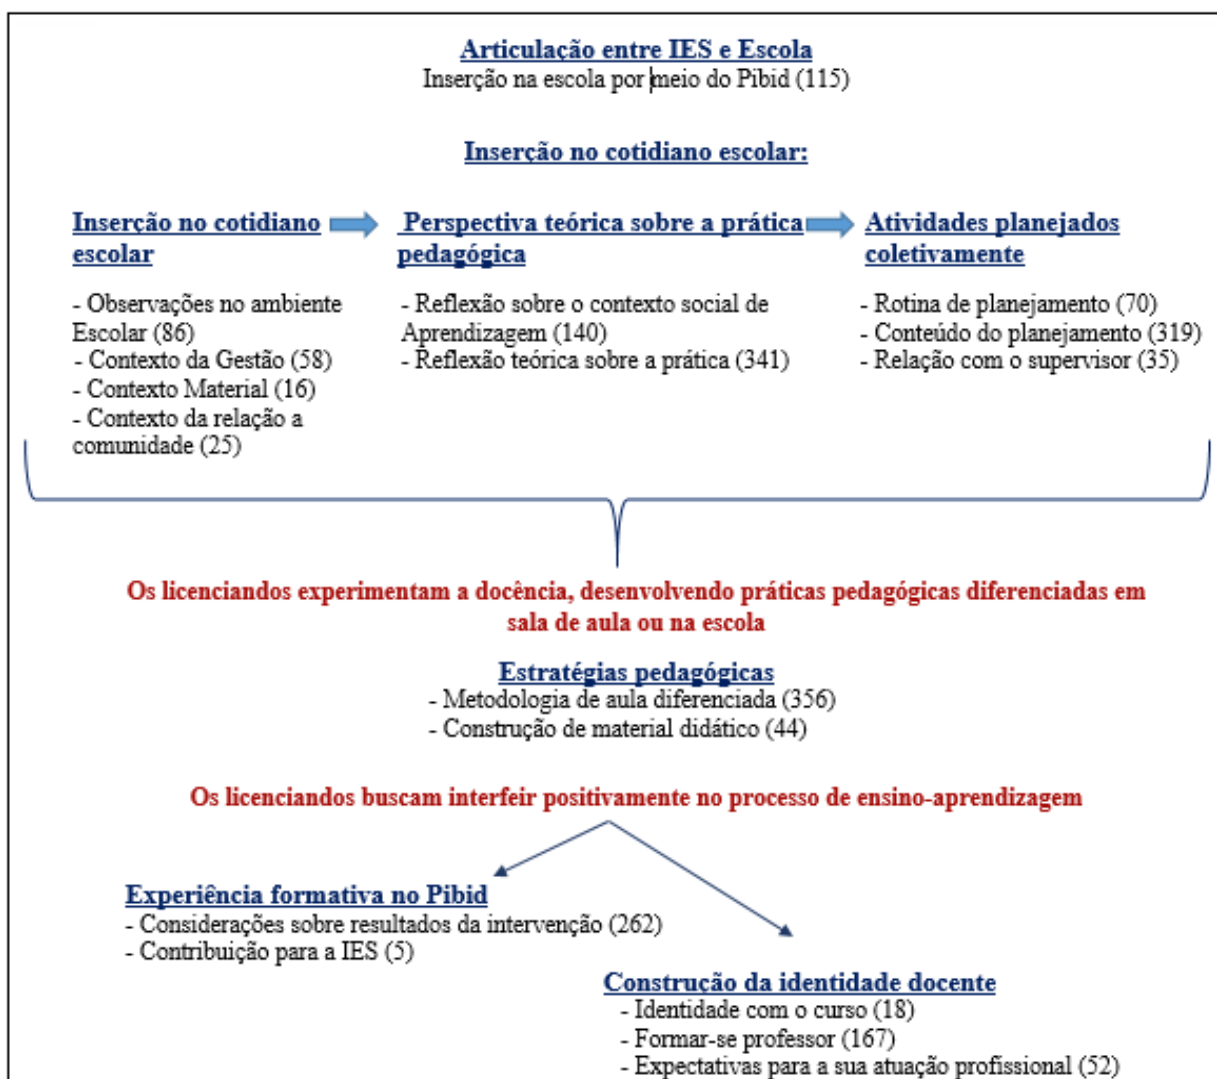 Articulação entre IES e Escola
Inserção na escola por meio do Pibid (115)
Inserção no cotidiano escolar:
Inserção no cotidiano
escolar
- Observações no ambiente
Escolar (86)
- Contexto da Gestão (58)
- Contexto Material (16)
- Contexto da relação a
comunidade (25)
Perspectiva teórica sobre a prática
pedagógica
- Reflexão sobre o contexto social de
Aprendizagem (140)
- Reflexão teórica sobre a prática (341)
Atividades planejados
coletivamente
- Rotina de planejamento (70)
- Conteúdo do planejamento (319)
- Relação com o supervisor (35)
Os licenciandos experimentam a docência, desenvolvendo práticas pedagógicas diferenciadas em
sala de aula ou na escola
Estratégias pedagógicas
- Metodologia de aula diferenciada (356)
- Construção de material didático (44)
Os licenciandos buscam interfeir positivamente no processo de ensino-aprendizagem
Experiência formativa no Pibid
- Considerações sobre resultados da intervenção (262)
- Contribuição para a IES (5)
Construção da identidade docente
- Identidade com o curso (18)
- Formar-se professor (167)
- Expectativas para a sua atuação profissional (52)